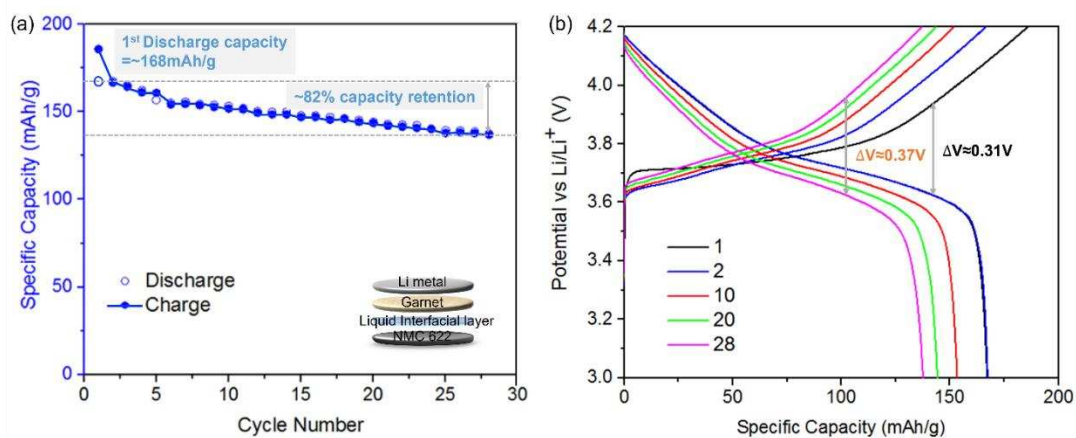 (a)
200
150
100
50
0
Specific Capacity (mAh/g)
1st Discharge capacity
=~168mAh/g
~82% capacity retention
Discharge
Charge
Li metal
Garnet
Liquid Interfacial layer
NMC 622
0 5 10 15 20 25 30
Cycle Number
(b)
4.2
4.0
3.8
3.6
3.4
3.2
3.0
Potential vs Li/Li+ (V)
ΔV≈0.37V
ΔV≈0.31V
1
2
10
20
28
0 50 100 150 200
Specific Capacity (mAh/g)